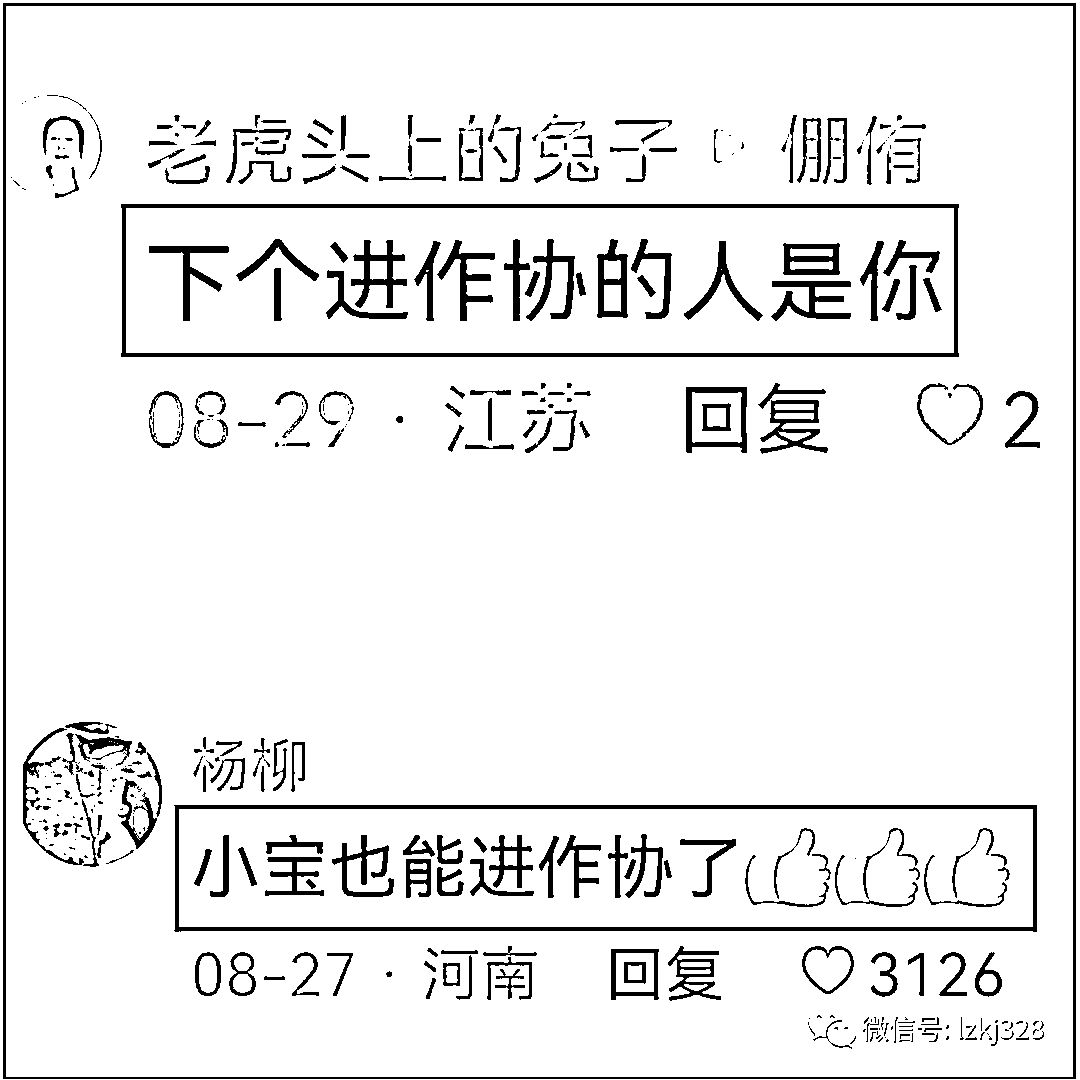 老虎头上的兔子 ▷ 倗侑
下个进作协的人是你
08-29 · 江苏 回复 ♡ 2
杨柳
小宝也能进作协了👍👍👍
08-27 · 河南 回复 ♡ 3126
微信号: lzkj328